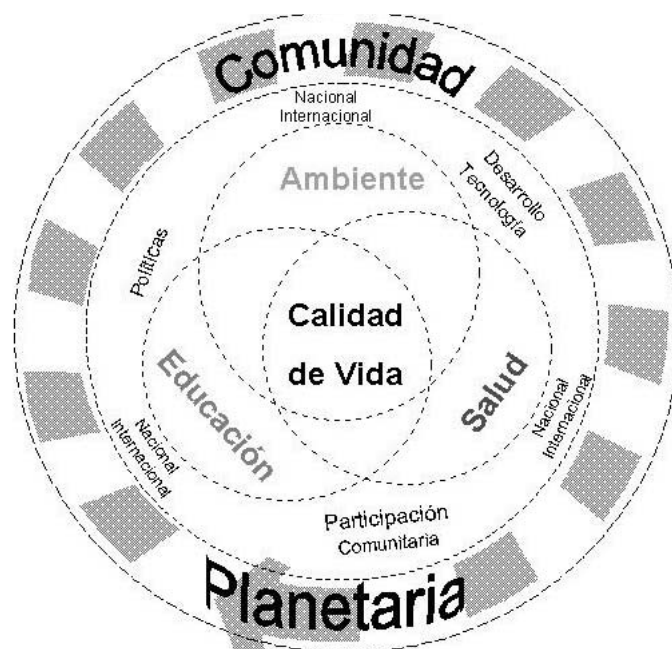 Comunidad
Nacional
Internacional
Ambiente
Desarrollo
Tecnología
Políticas
Calidad
de Vida
Educación
Salud
Nacional
Internacional
Nacional
Internacional
Participación
Comunitaria
Planetaria